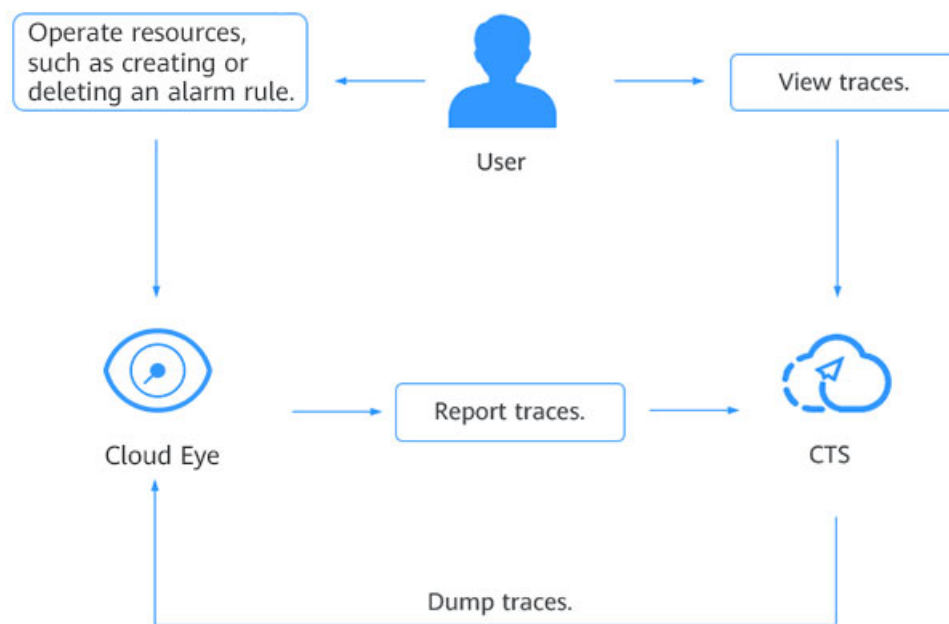 Operate resources,
such as creating or
deleting an alarm rule.
View traces.
User
Report traces.
Cloud Eye
CTS
Dump traces.